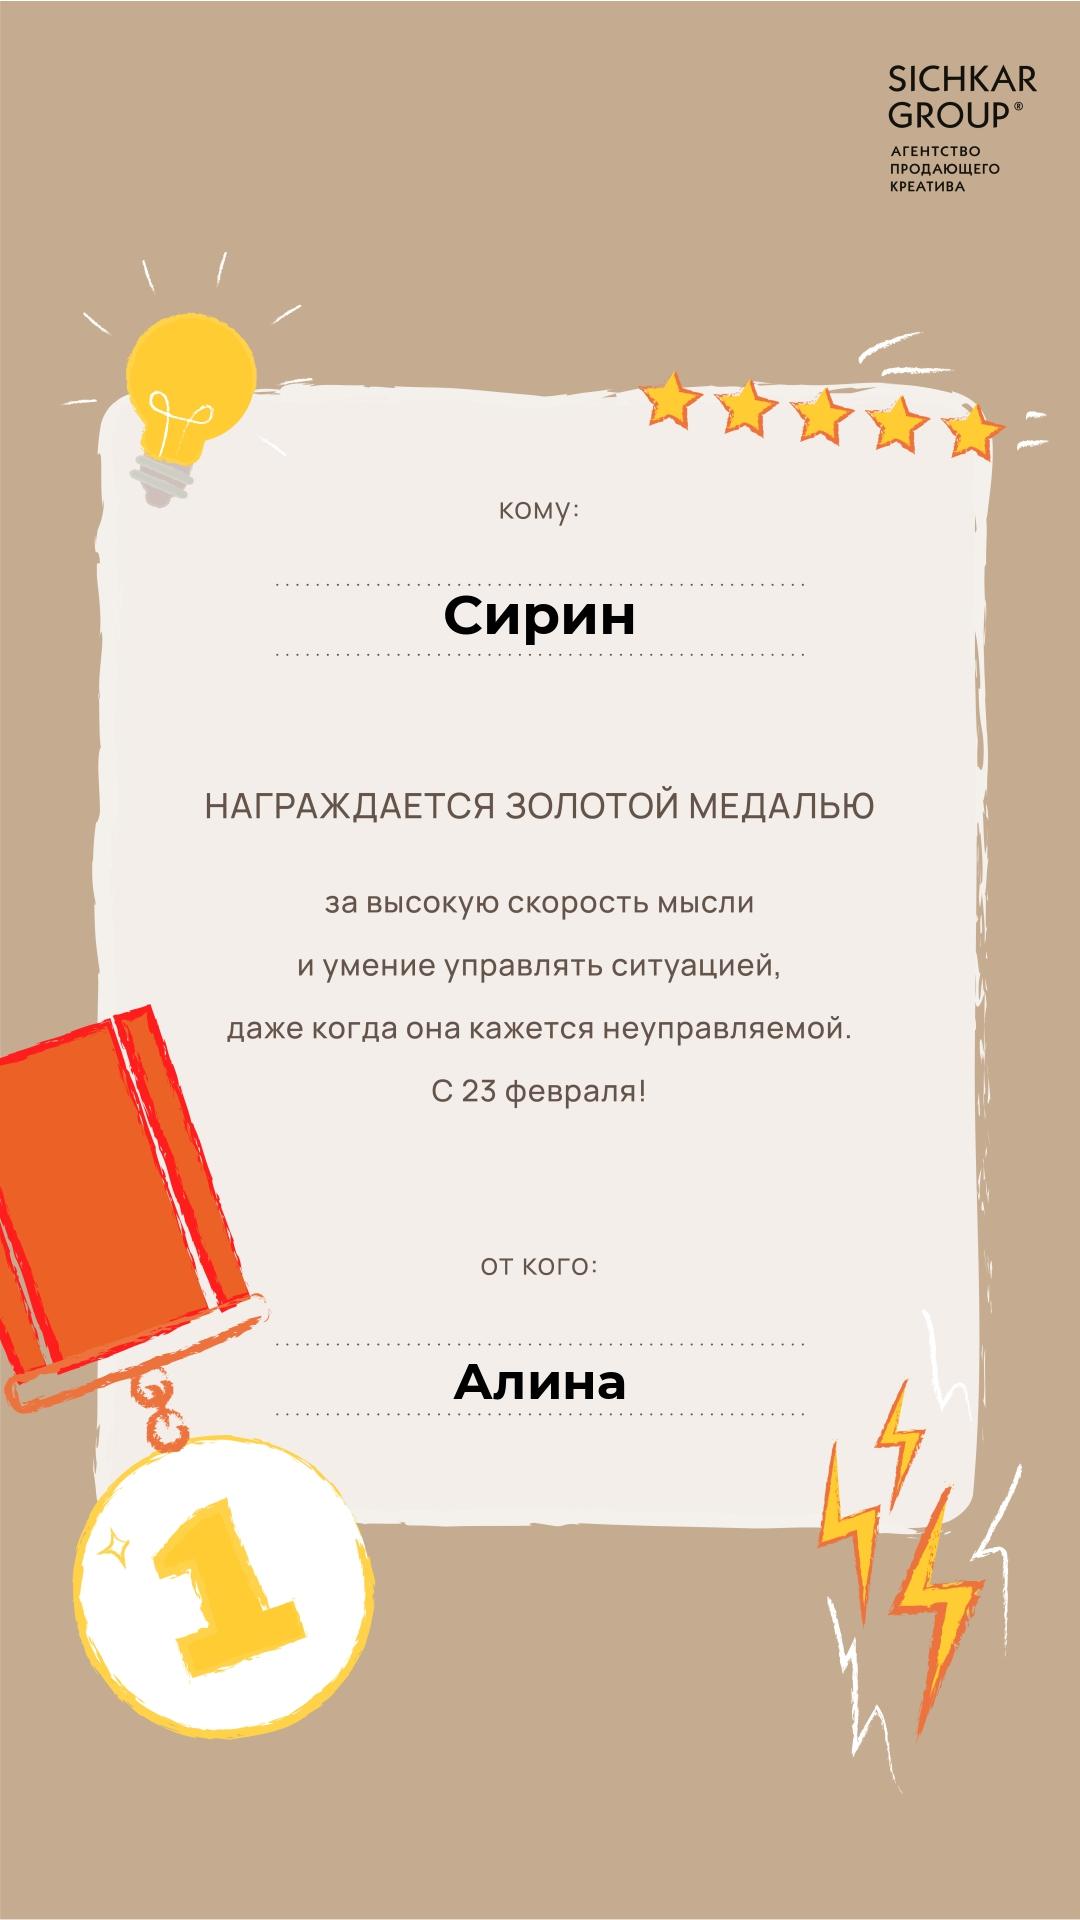 SICHKAR
GROUP®
АГЕНТСТВО
ПРОДАЮЩЕГО
КРЕАТИВА
кому:
Сирин
НАГРАЖДАЕТСЯ ЗОЛОТОЙ МЕДАЛЬЮ
за высокую скорость мысли
и умение управлять ситуацией,
даже когда она кажется неуправляемой.
С 23 февраля!
от кого:
Алина
1